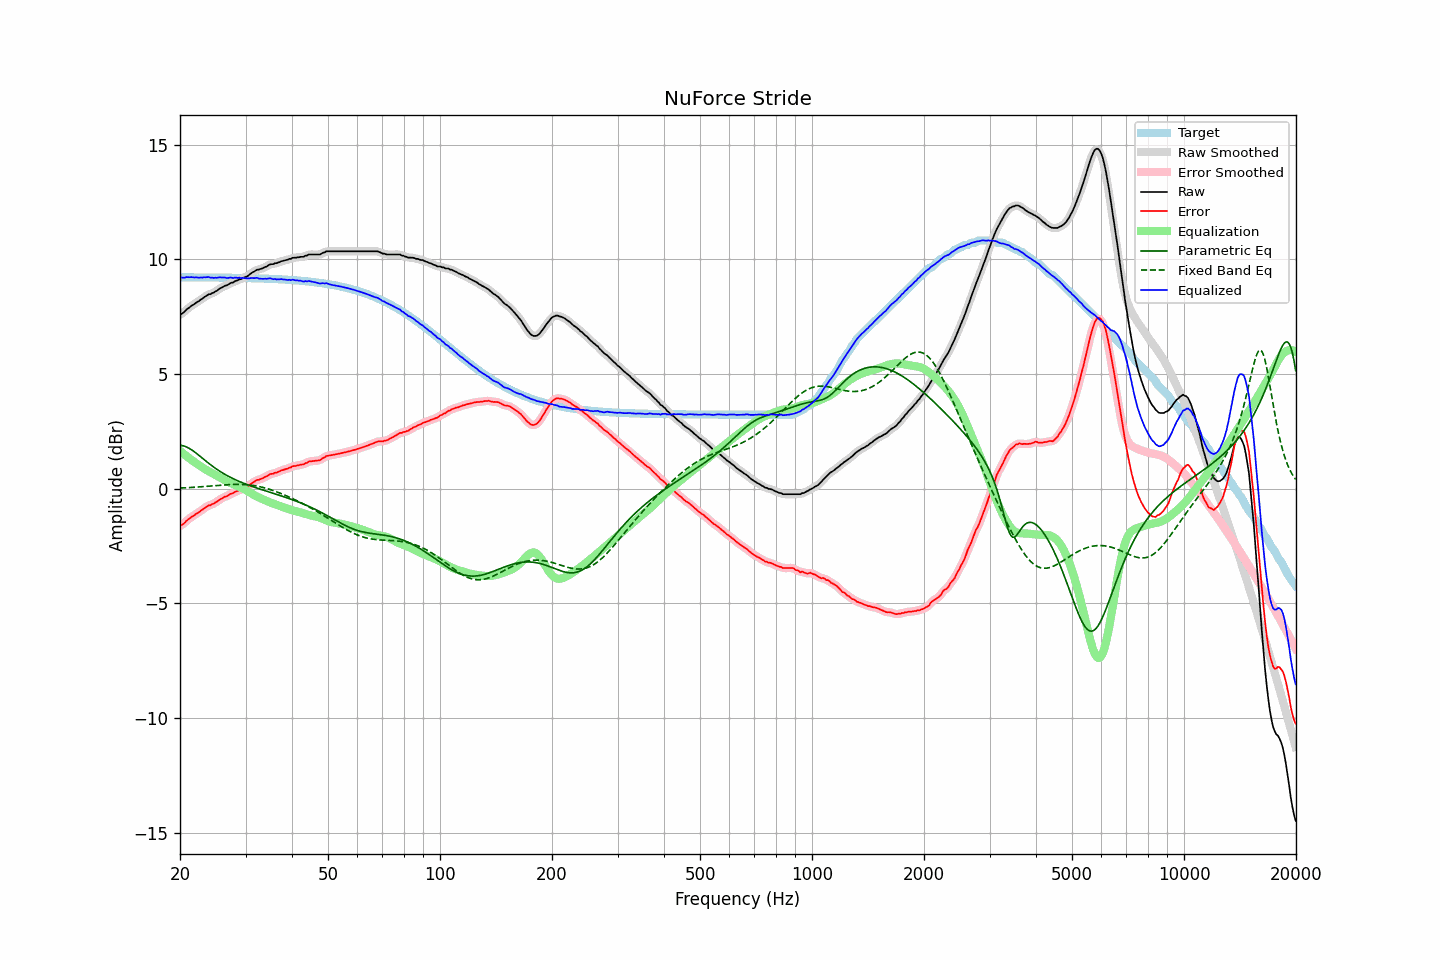 NuForce Stride
Target
Raw Smoothed
Error Smoothed
Raw
Error
Equalization
Parametric Eq
Fixed Band Eq
Equalized
Amplitude (dBr)
15
10
5
0
−5
−10
−15
20
50
100
200
500
1000
2000
5000
10000
20000
Frequency (Hz)